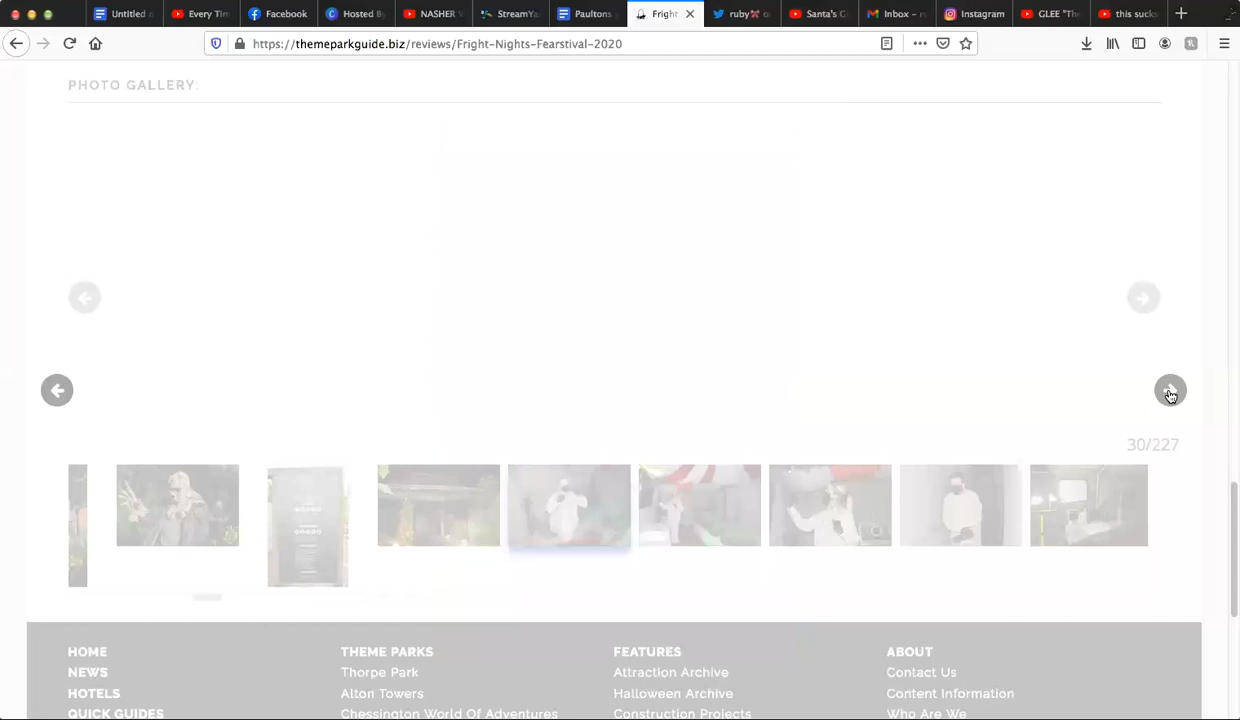 Untitled
Every Tim
Facebook
Hosted B
NASHER
StreamYa
Paultons
Fright
ruby
Santa's G
Inbox
Instagram
GLEE "The
this sucks
https://themeparkguide.biz/reviews/Fright-Nights-Fearstival-2020
PHOTO GALLERY:
30/227
HOME THEME PARKS FEATURES ABOUT
NEWS Thorpe Park Attraction Archive Contact Us
HOTELS Alton Towers Halloween Archive Content Information
QUICK GUIDES Chessington World Of Adventures Construction Projects Who Are We